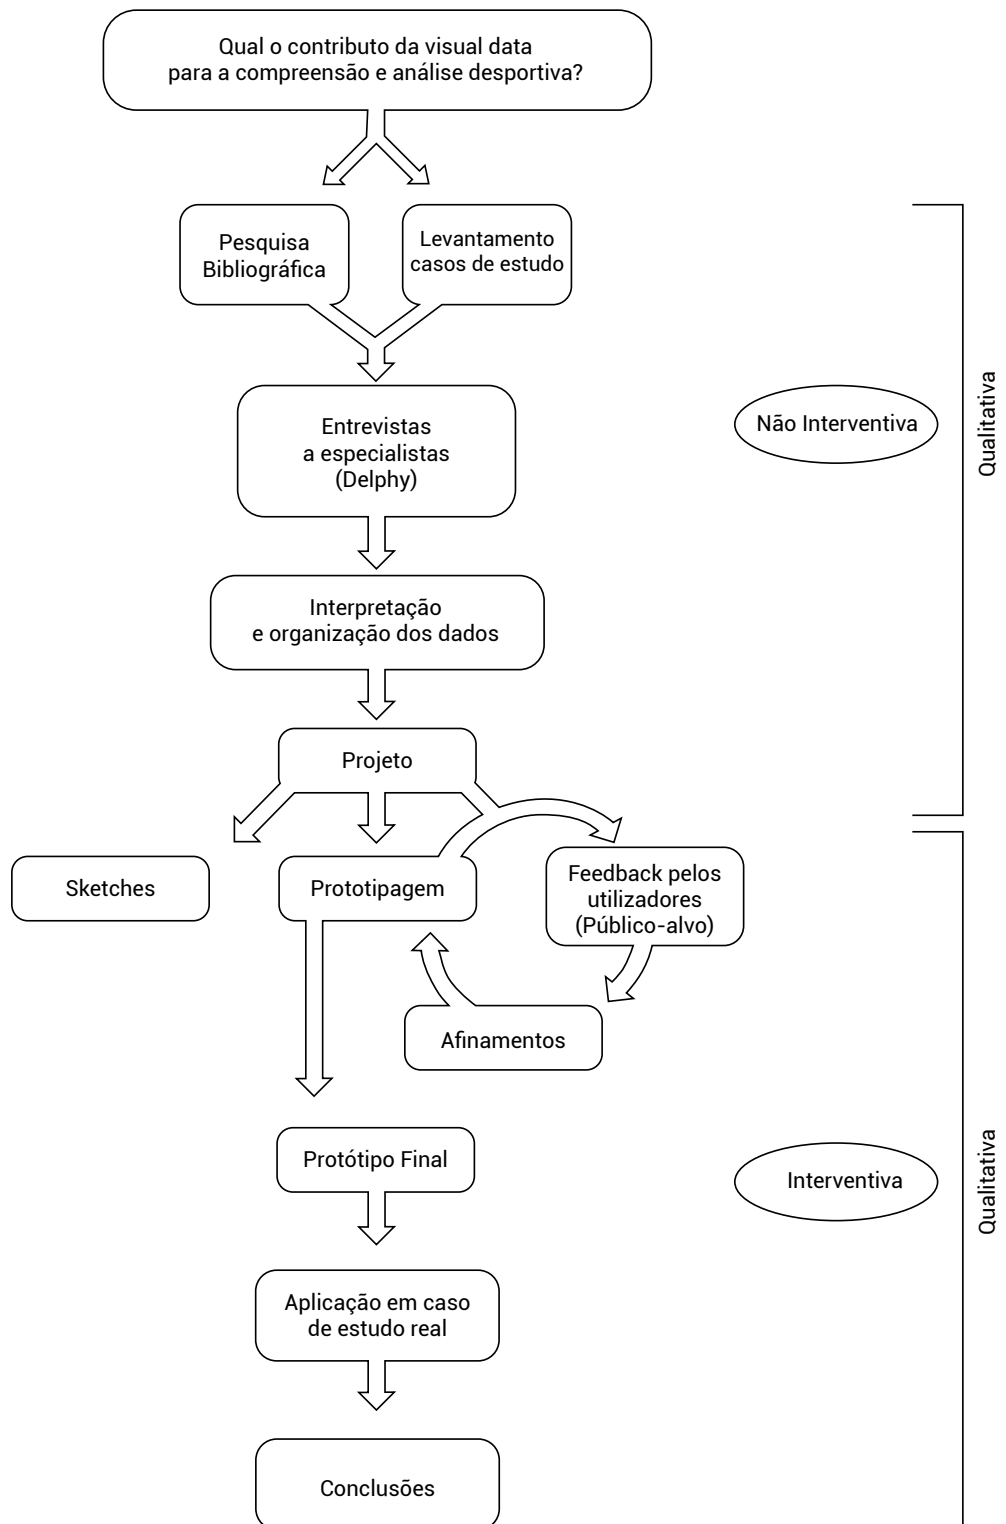 Qual o contributo da visual data
para a compreensão e análise desportiva?
Pesquisa
Bibliográfica
Levantamento
casos de estudo
Entrevistas
a especialistas
(Delphy)
Não Interventiva
Qualitativa
Interpretação
e organização dos dados
Projeto
Sketches
Prototipagem
Feedback pelos
utilizadores
(Público-alvo)
Afinamentos
Protótipo Final
Interventiva
Qualitativa
Aplicação em caso
de estudo real
Conclusões